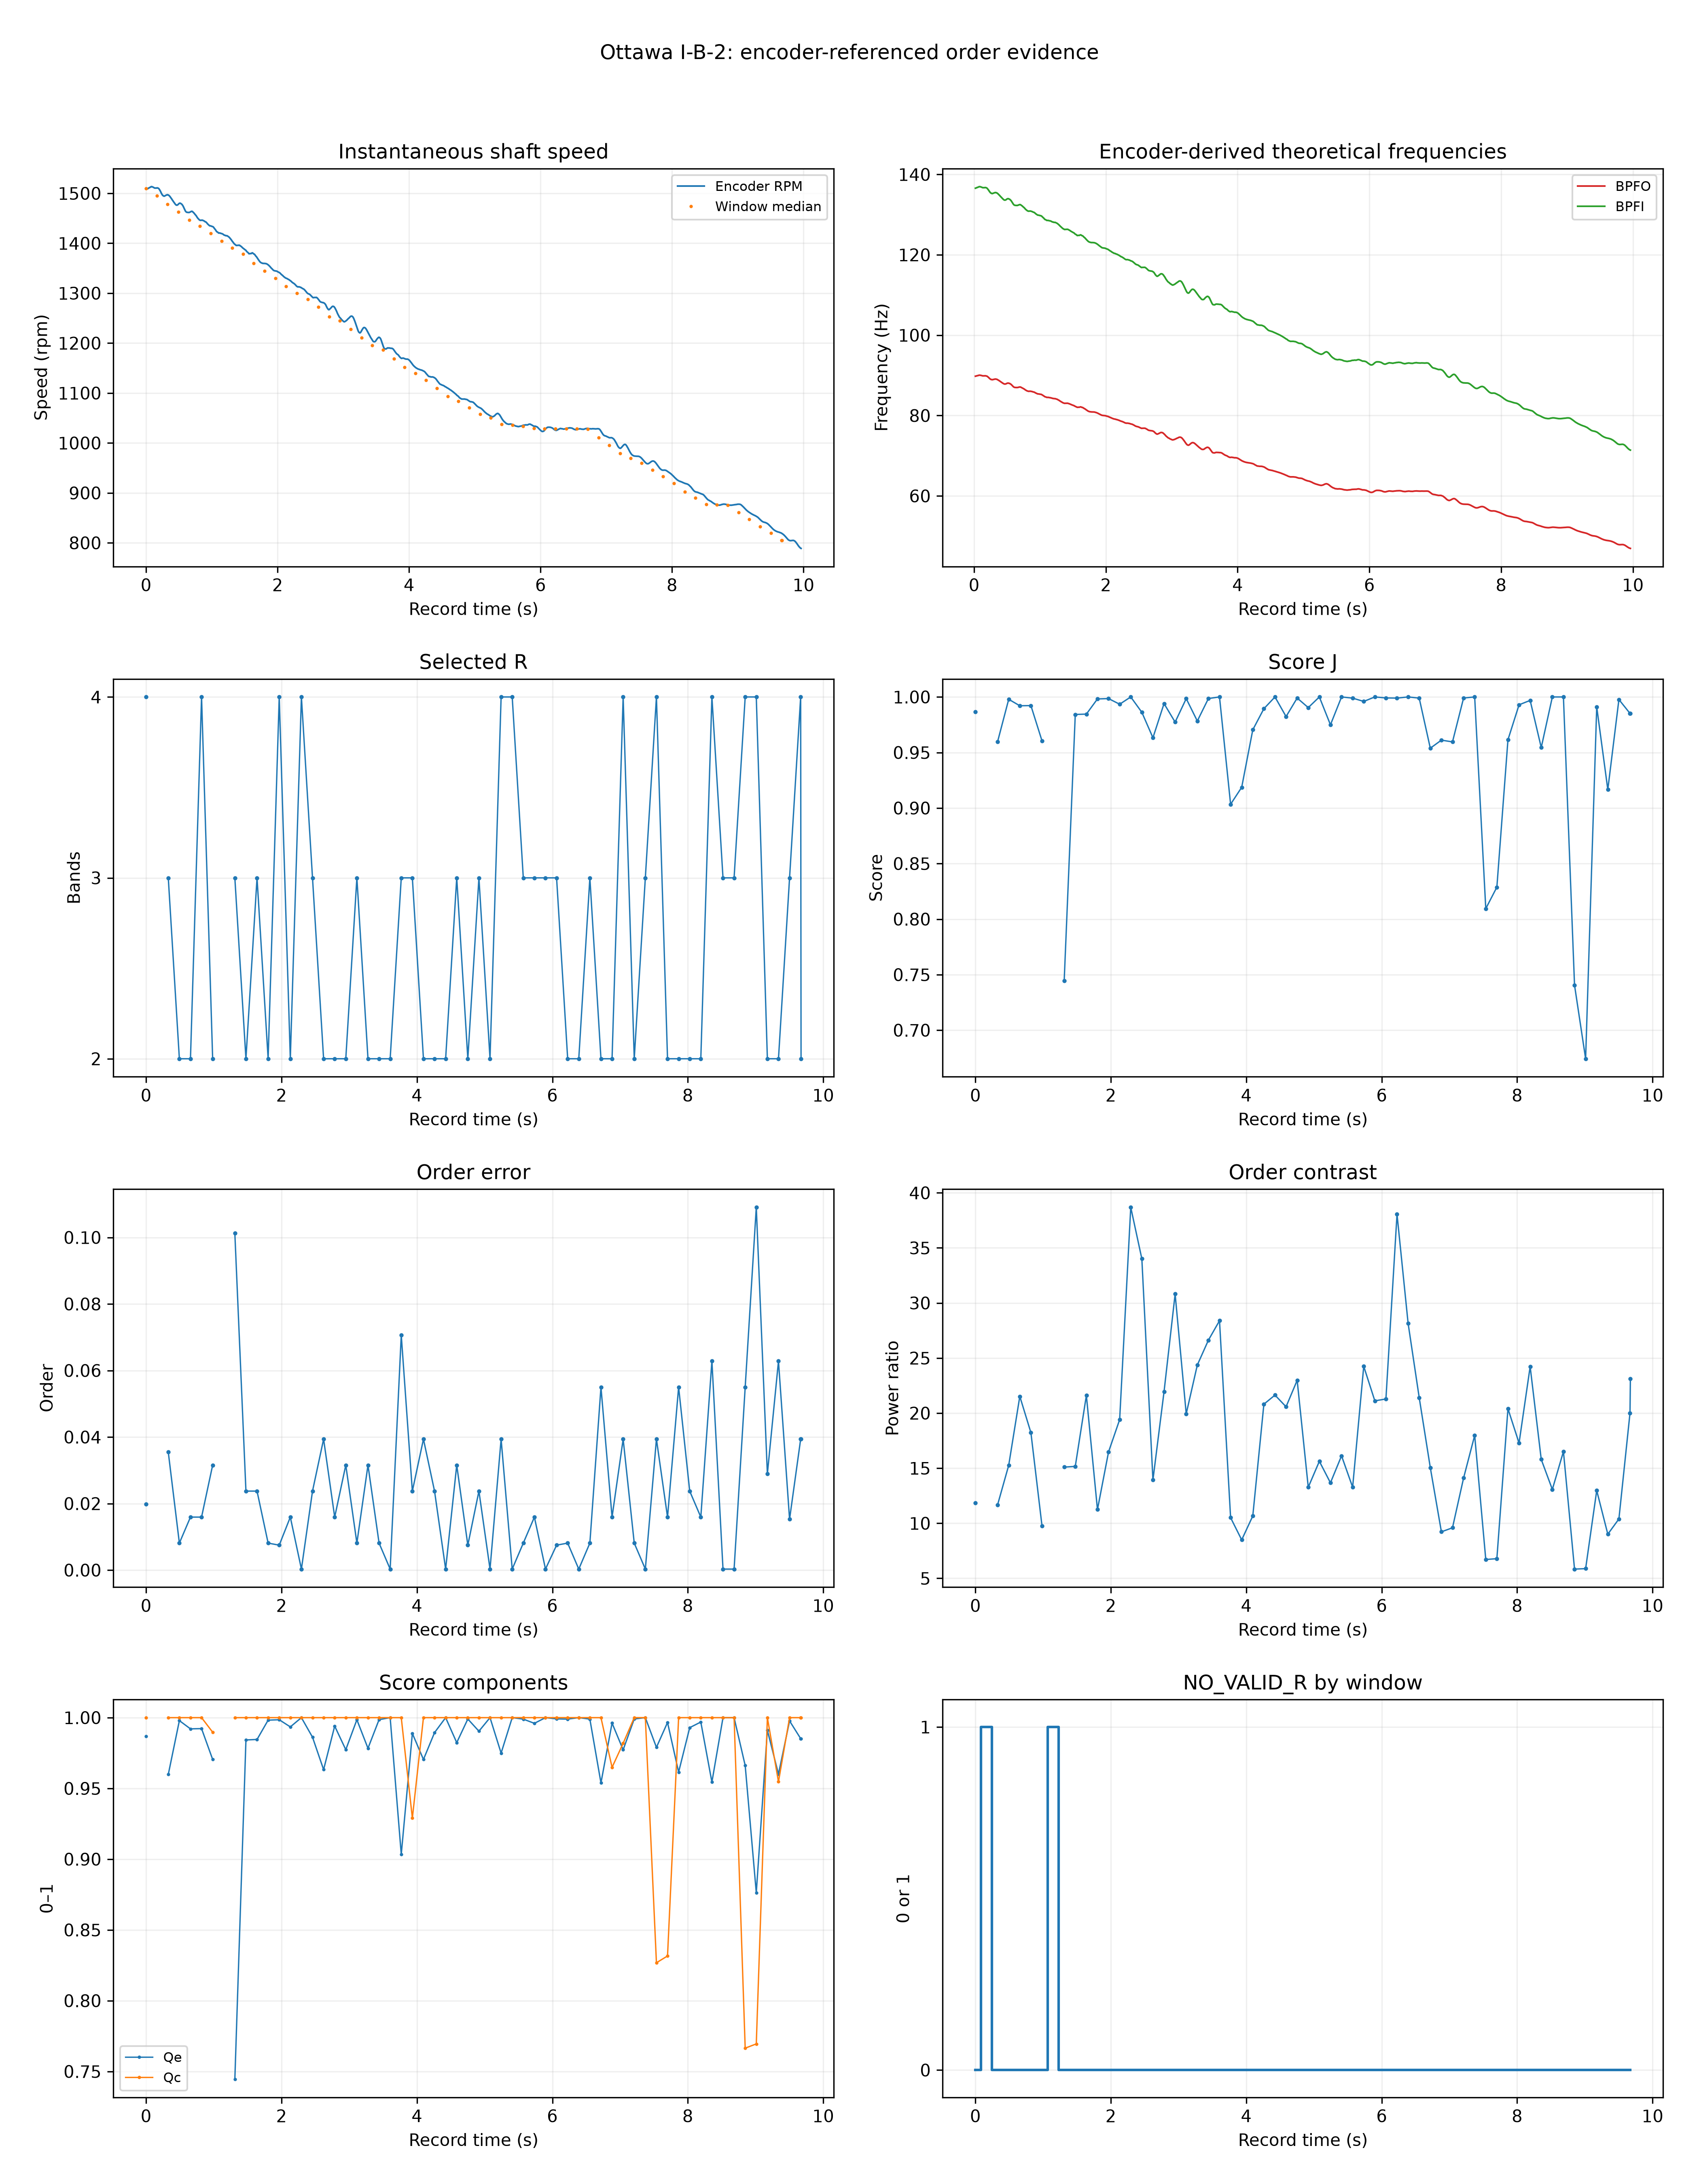 Ottawa I-B-2: encoder-referenced order evidence
Instantaneous shaft speed
Speed (rpm)
1500
1400
1300
1200
1100
1000
900
800
Encoder RPM
Window median
0 2 4 6 8 10
Record time (s)
Encoder-derived theoretical frequencies
Frequency (Hz)
140
120
100
80
60
BPFO
BPFI
0 2 4 6 8 10
Record time (s)
Selected R
Bands
4
3
2
0 2 4 6 8 10
Record time (s)
Score J
Score
1.00
0.95
0.90
0.85
0.80
0.75
0.70
0 2 4 6 8 10
Record time (s)
Order error
Order
0.10
0.08
0.06
0.04
0.02
0.00
0 2 4 6 8 10
Record time (s)
Order contrast
Power ratio
40
35
30
25
20
15
10
5
0 2 4 6 8 10
Record time (s)
Score components
0–1
1.00
0.95
0.90
0.85
0.80
0.75
Qe
Qc
0 2 4 6 8 10
Record time (s)
NO_VALID_R by window
0 or 1
1
0
0 2 4 6 8 10
Record time (s)